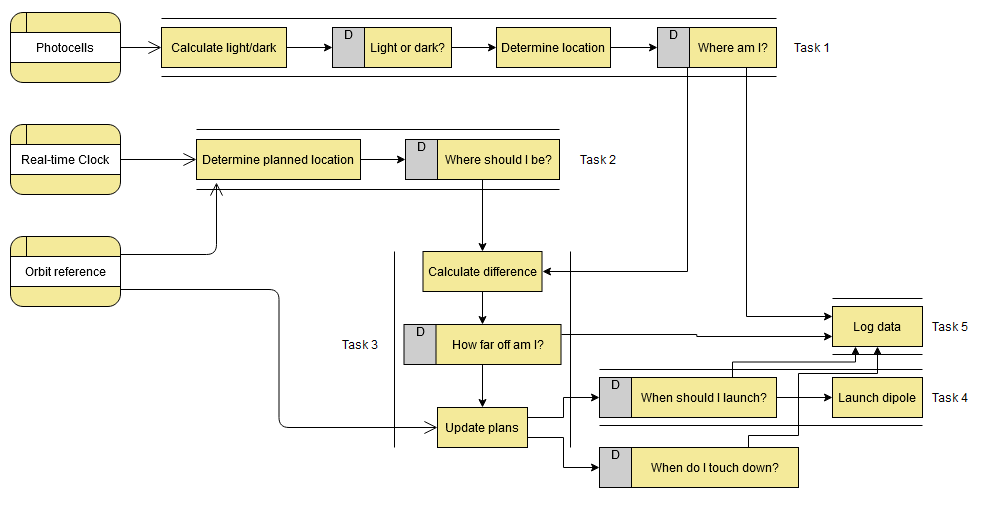 Photocells
Calculate light/dark
D
Light or dark?
Determine location
D
Where am I?
Task 1
Real-time Clock
Determine planned location
D
Where should I be?
Task 2
Orbit reference
Calculate difference
Task 3
D
How far off am I?
Log data
Task 5
Update plans
D
When should I launch?
Launch dipole
Task 4
D
When do I touch down?